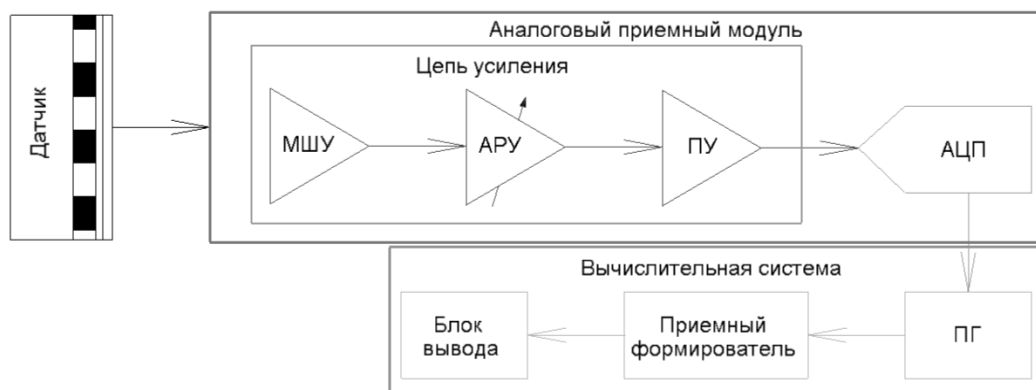 Датчик
Аналоговый приемный модуль
Цепь усиления
МШУ
АРУ
ПУ
АЦП
Вычислительная система
Блок
вывода
Приемный
формирователь
ПГ